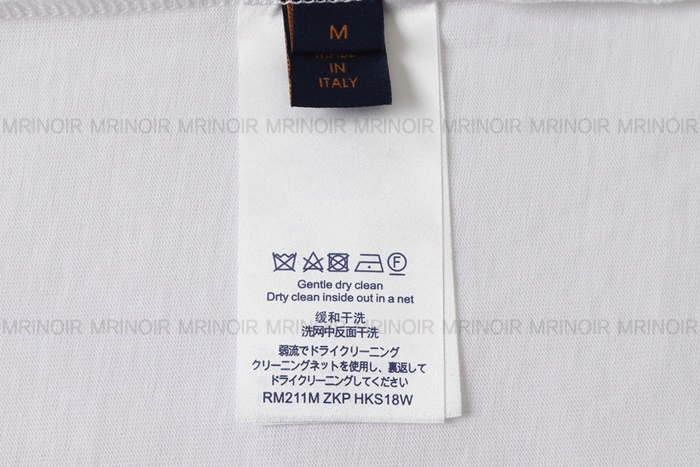 M
MADE
IN
ITALY
MRINOIR MRINOIR MRINOIR MRINOIR MRINOIR MRINOIR MRINOIR MRINOIR
Gentle dry clean
Drty clean inside out in a net
缓和干洗
MRINOIR MRINOIR MRINOIR MRINOIR MRINOIR MRINOIR MRINOIR MRINOIR
洗网中反面干洗
弱流でドライクリーニング
クリーニングネットを使用し、裏返して
ドライクリーニングしてください
RM211M ZKP HKS18W